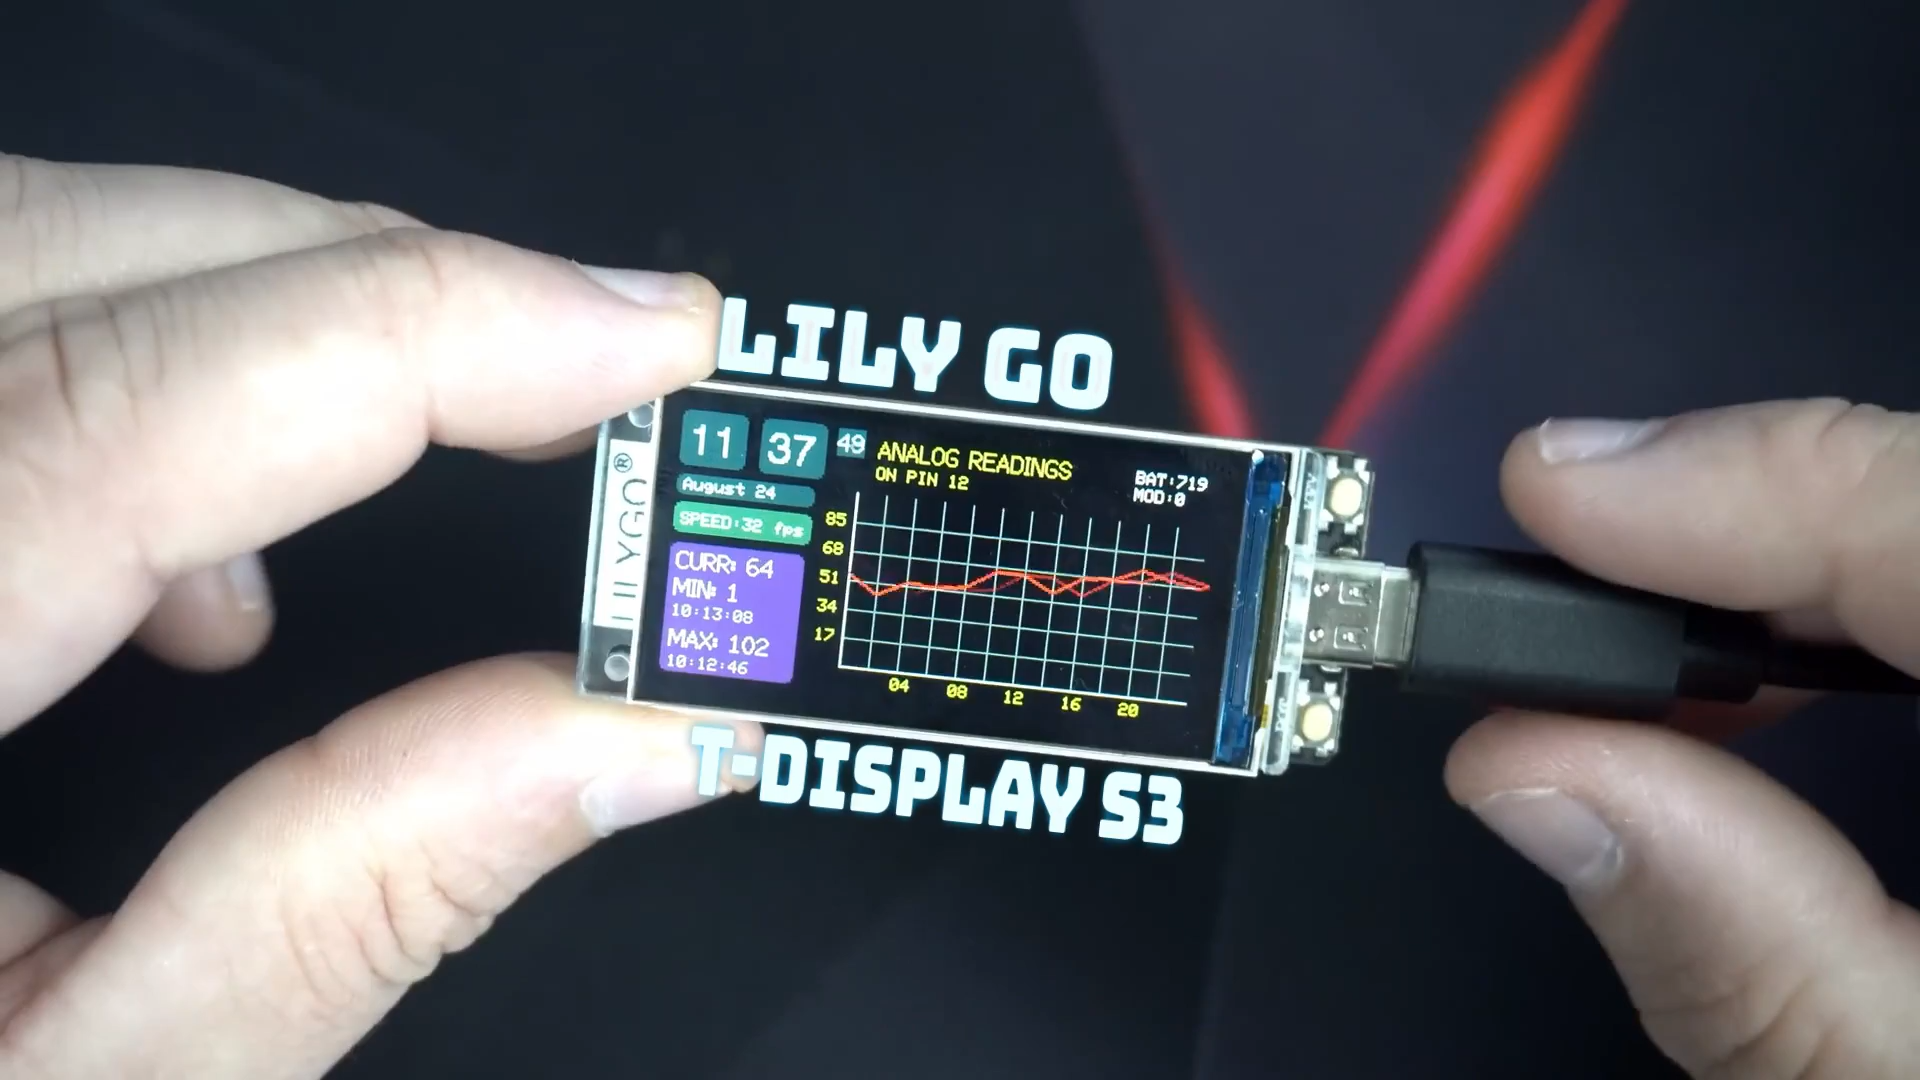 LILY GO
LILYGO®
11 37 49
August 24
SPEED:32 fps
CURR: 64
MIN: 1
10:13:08
MAX: 102
10:12:46
ANALOG READINGS
ON PIN 12
BAT:719
MOD:0
85
68
51
34
17
04 08 12 16 20
T-DISPLAY S3